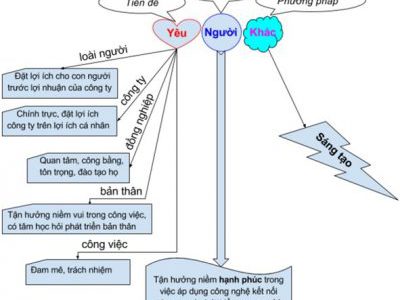 Tiền đề
Phương pháp
Yêu
Người
Khác
loài người
Đặt lợi ích cho con người
trước lợi nhuận của công ty
công ty
Chính trực, đặt lợi ích
công ty trên lợi ích cá nhân
đồng nghiệp
Quan tâm, công bằng,
tôn trọng, đào tạo họ
bản thân
Tận hưởng niềm vui trong công việc,
có tâm học hỏi phát triển bản thân
công việc
Đam mê, trách nhiệm
Sáng tạo
Tận hưởng niềm hạnh phúc trong
việc áp dụng công nghệ kết nối